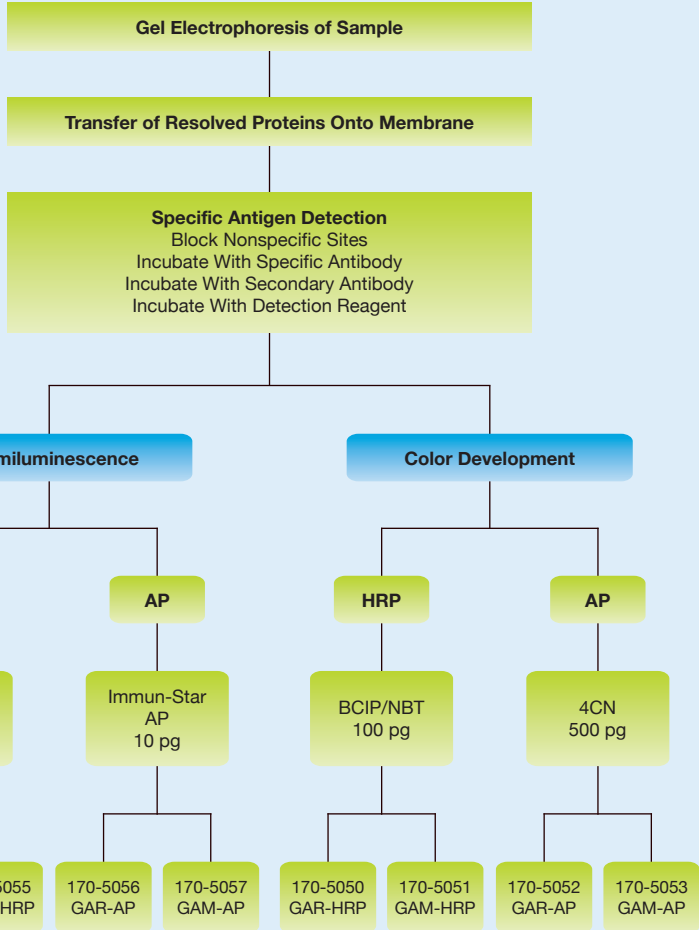 Gel Electrophoresis of Sample
Transfer of Resolved Proteins Onto Membrane
Specific Antigen Detection
Block Nonspecific Sites
Incubate With Specific Antibody
Incubate With Secondary Antibody
Incubate With Detection Reagent
miluminescence
Color Development
AP
HRP
AP
Immun-Star
AP
10 pg
BCIP/NBT
100 pg
4CN
500 pg
5055
HRP
170-5056
GAR-AP
170-5057
GAM-AP
170-5050
GAR-HRP
170-5051
GAM-HRP
170-5052
GAR-AP
170-5053
GAM-AP